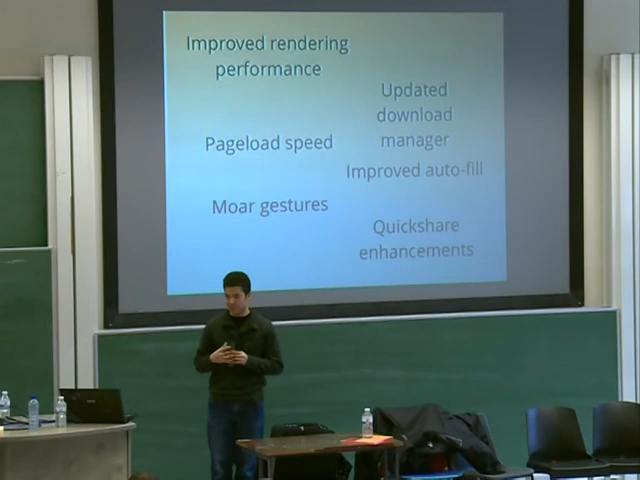 Improved rendering
performance
Updated
download
manager
Pageload speed
Improved auto-fill
Moar gestures
Quickshare
enhancements